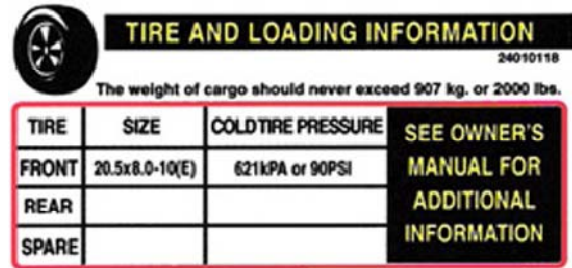 TIRE AND LOADING INFORMATION
24010118
The weight of cargo should never exceed 907 kg. or 2000 lbs.
TIRE SIZE COLD TIRE PRESSURE SEE OWNER'S MANUAL FOR ADDITIONAL INFORMATION
FRONT 20.5x8.0-10(E) 621kPA or 90PSI
REAR
SPARE